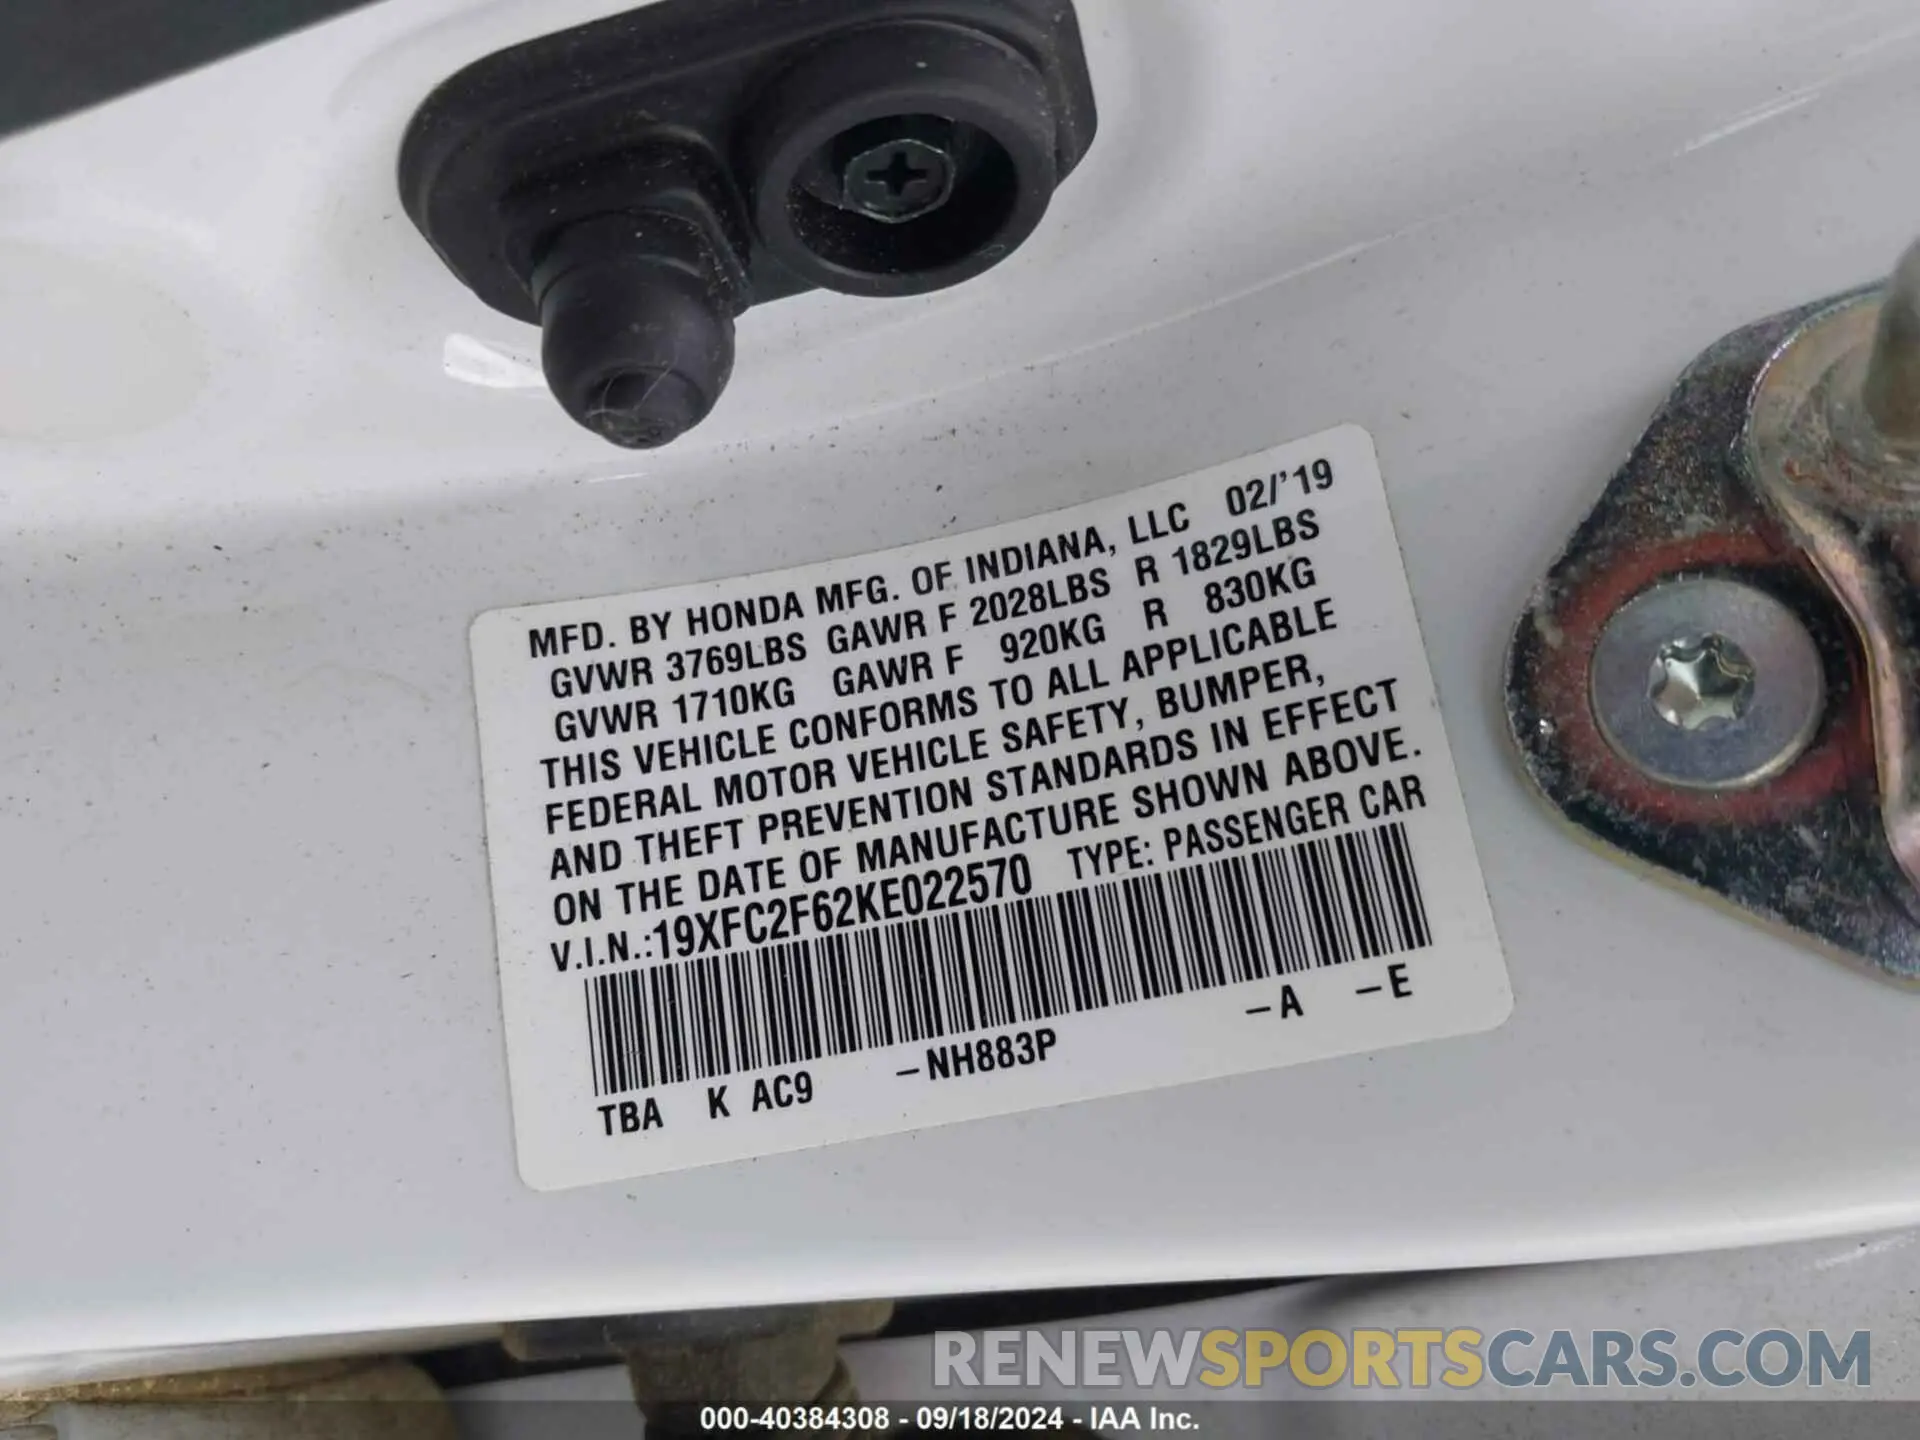 MFD. BY HONDA MFG. OF INDIANA, LLC 02/'19
GVWR 3769LBS GAWR F 2028LBS R 1829LBS
GVWR 1710KG GAWR F 920KG R 830KG
THIS VEHICLE CONFORMS TO ALL APPLICABLE
FEDERAL MOTOR VEHICLE SAFETY, BUMPER,
AND THEFT PREVENTION STANDARDS IN EFFECT
ON THE DATE OF MANUFACTURE SHOWN ABOVE.
V.I.N.:19XFC2F62KE022570 TYPE: PASSENGER CAR
TBA K AC9 –NH883P –A –E
RENEWSPORTSCARS.COM
000-40384308 - 09/18/2024 - IAA Inc.